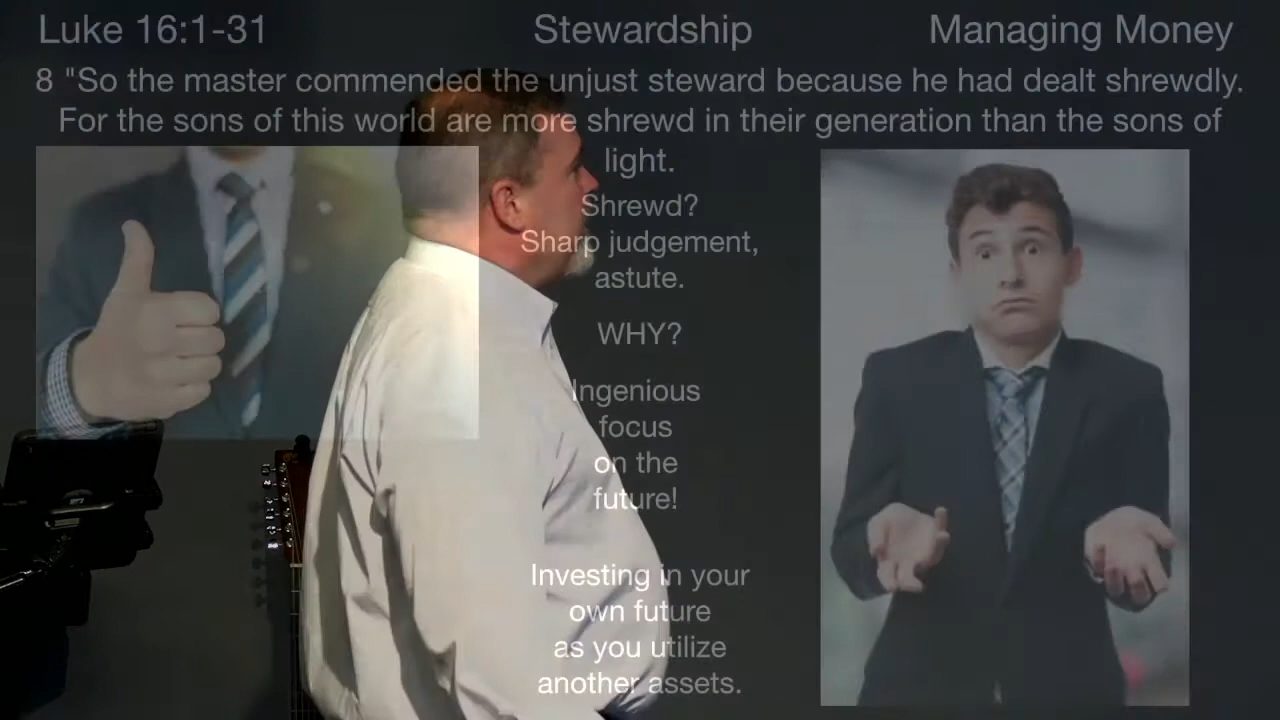 Luke 16:1-31 Stewardship Managing Money
8 "So the master commended the unjust steward because he had dealt shrewdly.
For the sons of this world are more shrewd in their generation than the sons of
light.
Shrewd?
Sharp judgement,
astute.
WHY?
Ingenious
focus
on the
future!
Investing in your
own future
as you utilize
another assets.